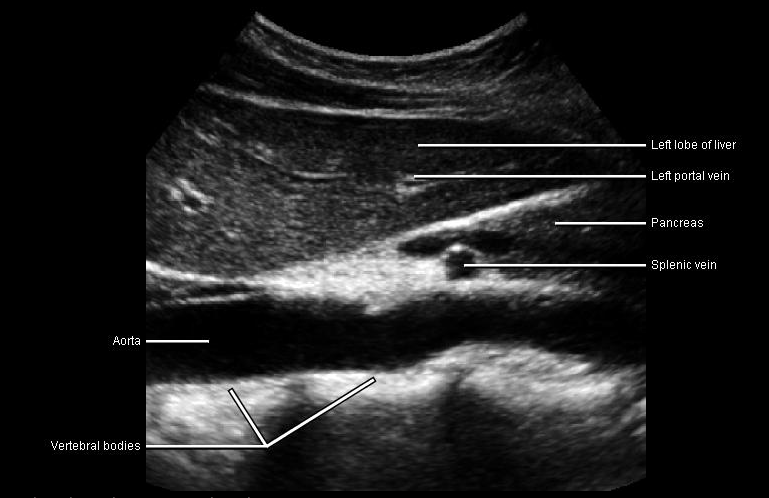 Left lobe of liver
Left portal vein
Pancreas
Splenic vein
Aorta
Vertebral bodies